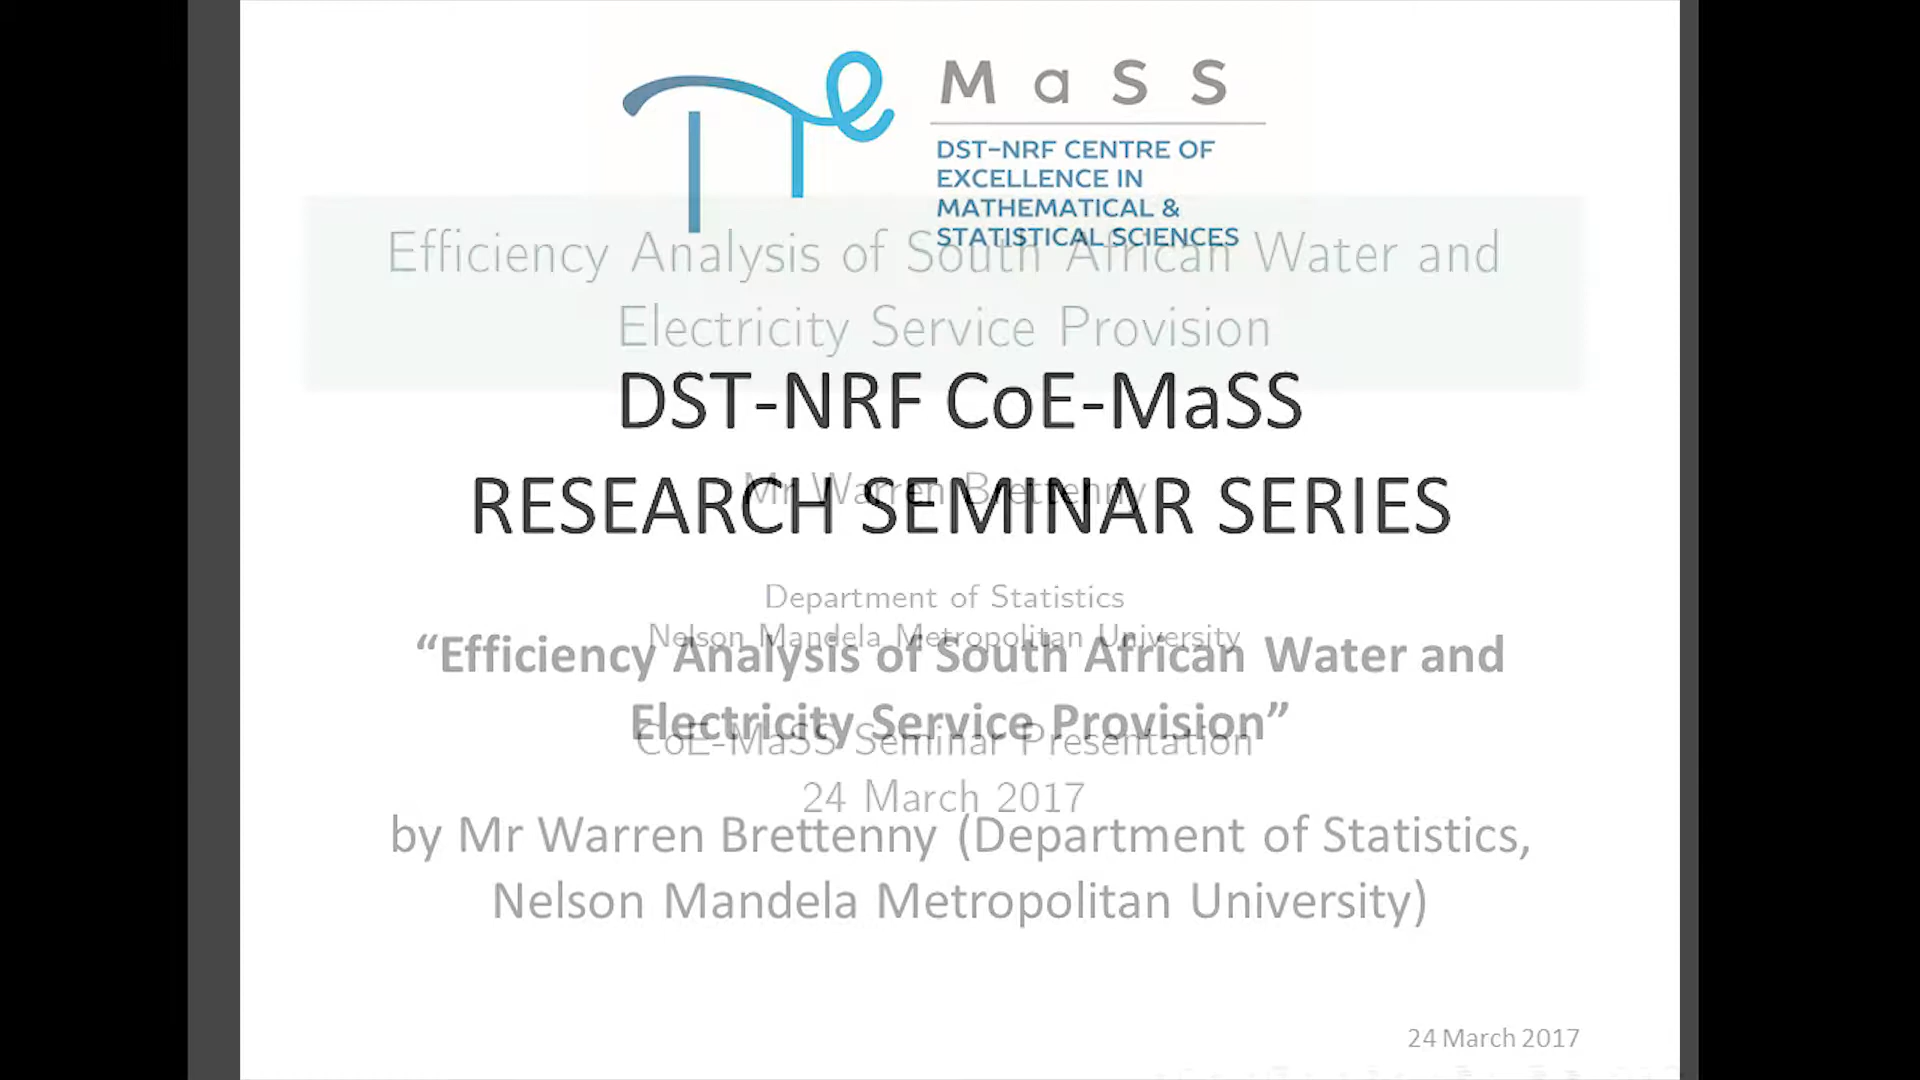 MaSS
DST-NRF CENTRE OF
EXCELLENCE IN
MATHEMATICAL &
STATISTICAL SCIENCES
Efficiency Analysis of South African Water and
Electricity Service Provision
DST-NRF CoE-MaSS
Mr Warren Brettenny
RESEARCH SEMINAR SERIES
Department of Statistics
Nelson Mandela Metropolitan University
“Efficiency Analysis of South African Water and
Electricity Service Provision”
CoE-MaSS Seminar Presentation
24 March 2017
by Mr Warren Brettenny (Department of Statistics,
Nelson Mandela Metropolitan University)
24 March 2017